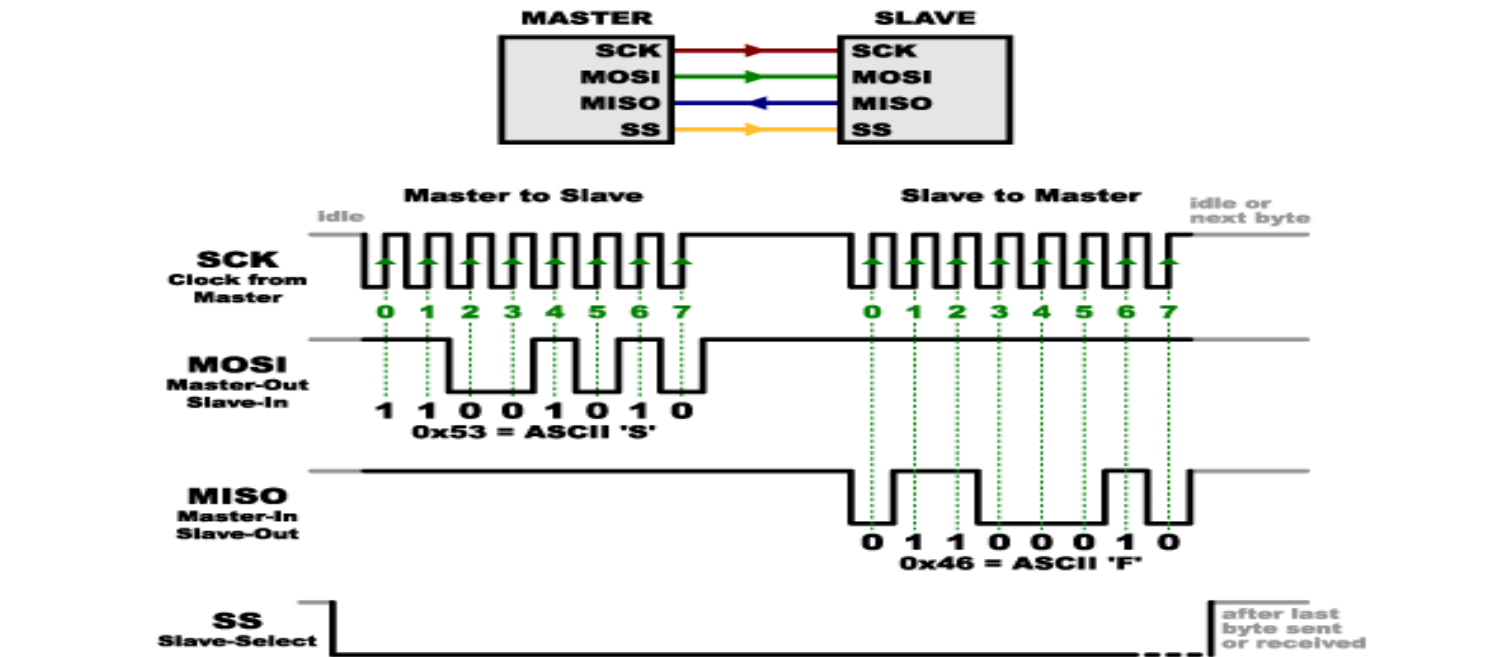 MASTER SLAVE
SCK SCK
MOSI MOSI
MISO MISO
SS SS
Master to Slave Slave to Master
idle idle or
next byte
SCK
Clock from
Master
0 1 2 3 4 5 6 7 0 1 2 3 4 5 6 7
MOSI
Master-Out
Slave-In
1 1 0 0 1 0 1 0
0x53 = ASCII 'S'
MISO
Master-In
Slave-Out
0 1 1 0 0 0 1 0
0x46 = ASCII 'F'
SS
Slave-Select
after last
byte sent
or received